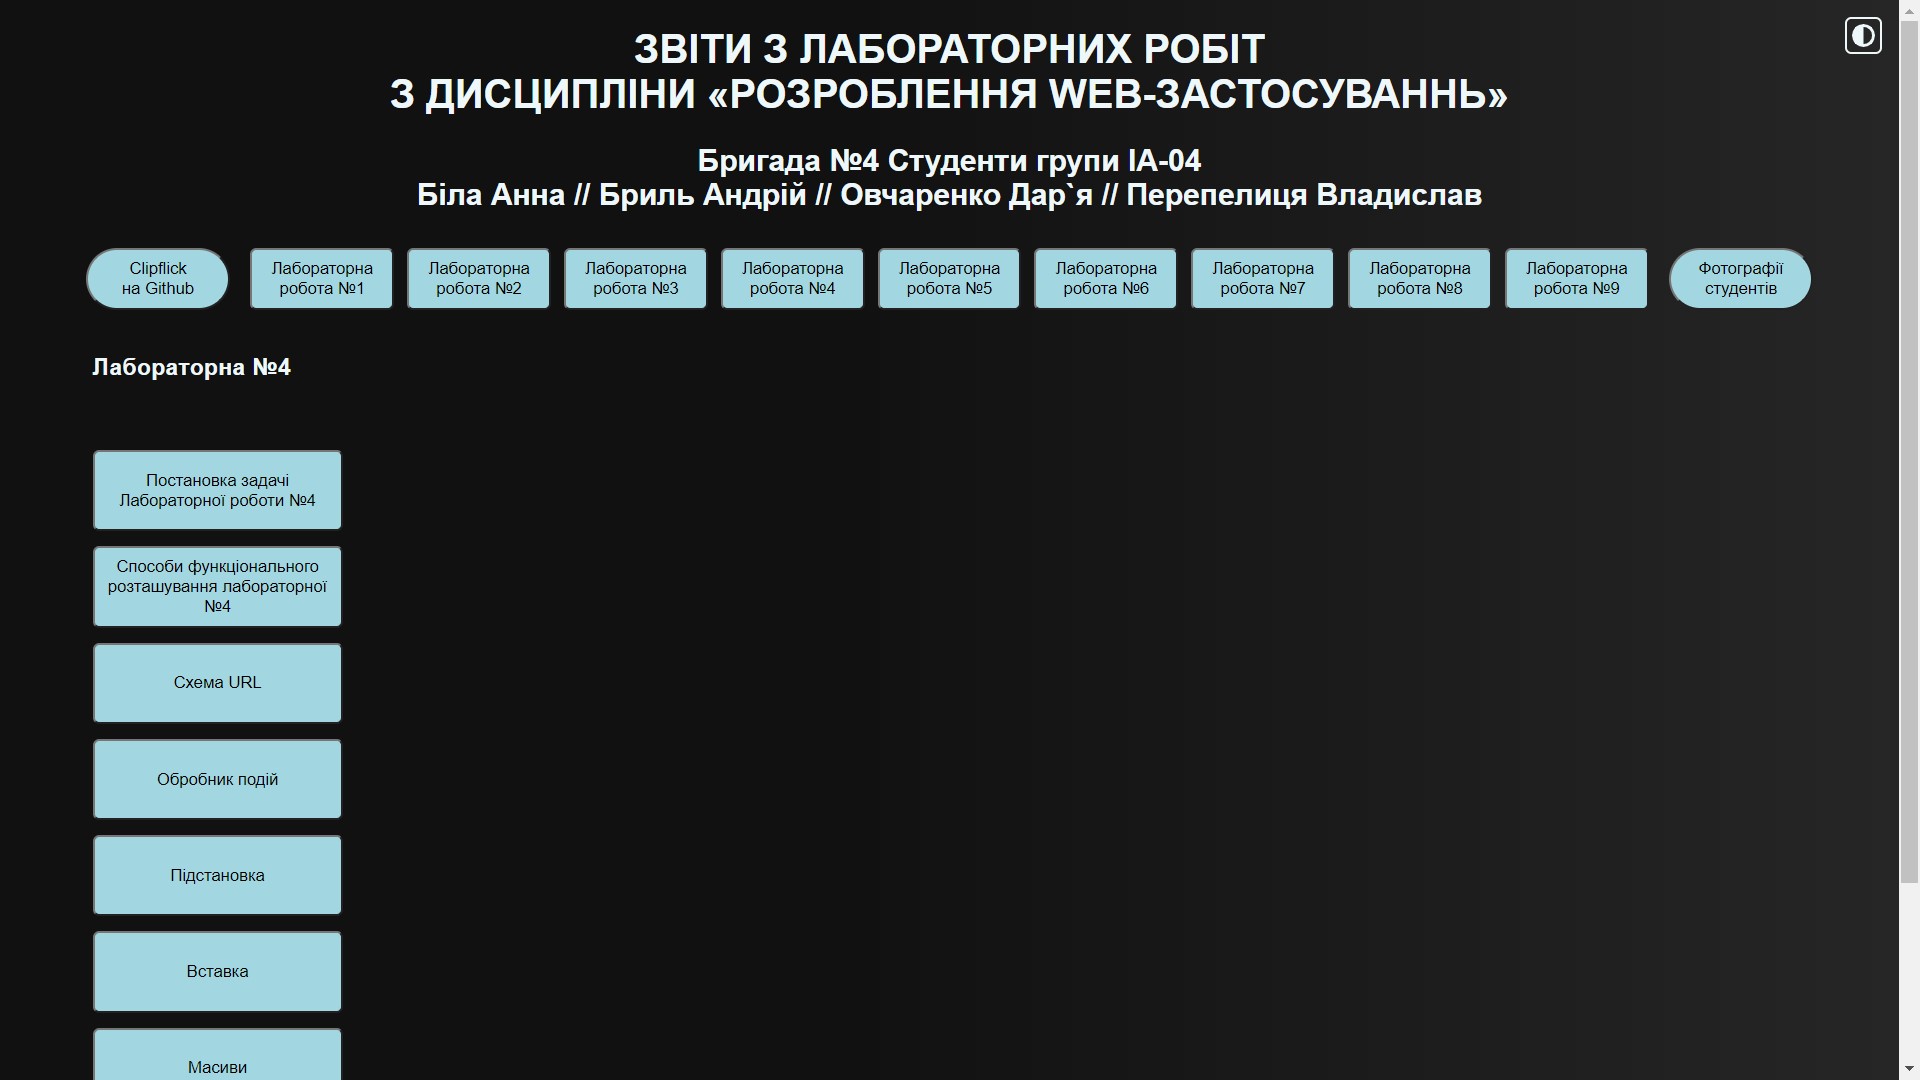 ЗВІТИ З ЛАБОРАТОРНИХ РОБІТ
З ДИСЦИПЛІНИ «РОЗРОБЛЕННЯ WEB-ЗАСТОСУВАННЬ»
Бригада №4 Студенти групи ІА-04
Біла Анна // Бриль Андрій // Овчаренко Дар`я // Перепелиця Владислав
Clipflick
на Github
Лабораторна
робота №1
Лабораторна
робота №2
Лабораторна
робота №3
Лабораторна
робота №4
Лабораторна
робота №5
Лабораторна
робота №6
Лабораторна
робота №7
Лабораторна
робота №8
Лабораторна
робота №9
Фотографії
студентів
Лабораторна №4
Постановка задачі
Лабораторної роботи №4
Способи функціонального
розташування лабораторної
№4
Схема URL
Обробник подій
Підстановка
Вставка
Масиви